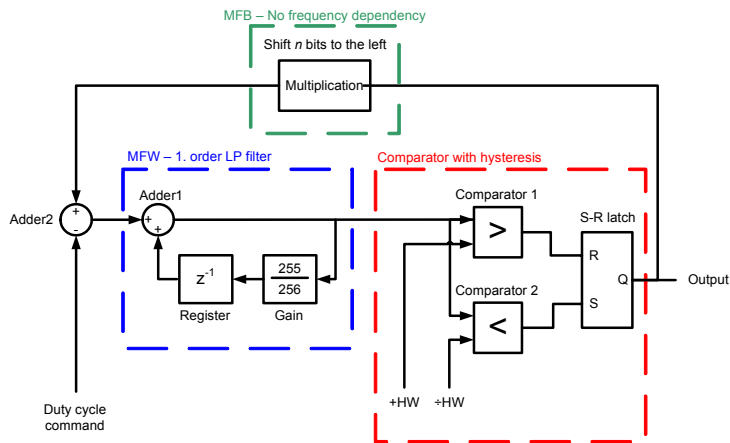 MFB – No frequency dependency
Shift n bits to the left
Multiplication
MFW – 1. order LP filter
Comparator with hysteresis
Adder1
Comparator 1
S-R latch
Adder2
+
-
+
+
>
R
z-1
255
256
Q
Output
Register
Gain
Comparator 2
S
<
+HW
÷HW
Duty cycle
command